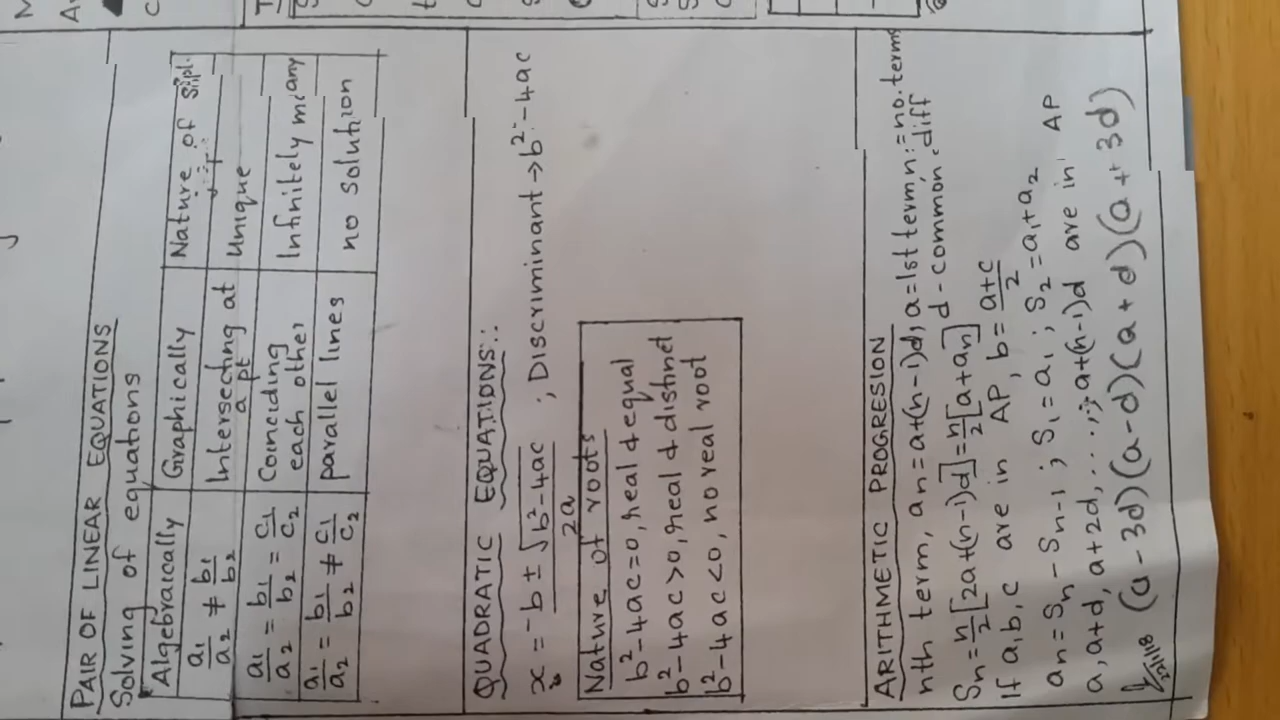 PAIR OF LINEAR EQUATIONS
Solving of equations
Algebraically Graphically Nature of
a₁/a₂ ≠ b₁/b₂ Intersecting at a pt Unique
a₁/a₂ = b₁/b₂ = c₁/c₂ Coinciding each other Infinitely many
a₁/a₂ = b₁/b₂ ≠ c₁/c₂ parallel lines no solution
QUADRATIC EQUATIONS:
x = -b ± √b²-4ac / 2a ; Discriminant → b²-4ac
Nature of roots
b²-4ac=0, real & equal
b²-4ac>0, real & distinct
b²-4ac<0, no real root
ARITHMETIC PROGRESION
nth term, an = a+(n-1)d, a=1st term, n=no. terms
d - common diff
Sn = n/2[2a+(n-1)d] = n/2[a+an]
If a,b,c are in AP, b = a+c/2
an = Sn - Sn-1 ; S1 = a1 ; S2 = a1+a2
a, a+d, a+2d, ....., a+(n-1)d are in AP
(a-3d)(a-d)(a+d)(a+3d)